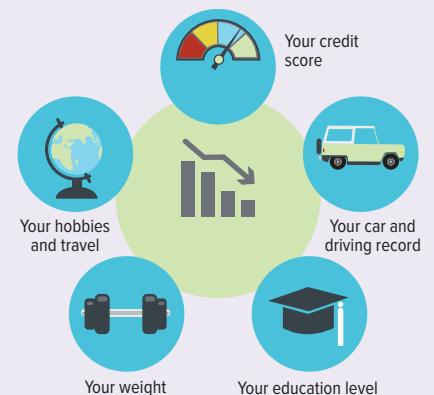 Your credit
score
Your hobbies
and travel
Your car and
driving record
Your weight
Your education level